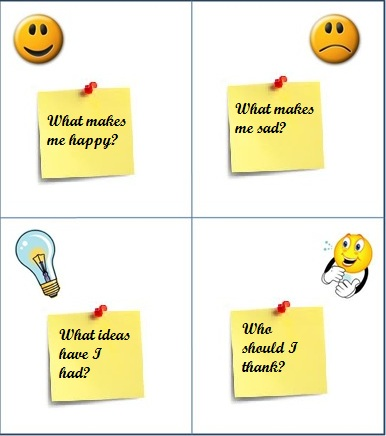 What makes
me happy?
What makes
me sad?
What ideas
have I
had?
Who
should I
thank?